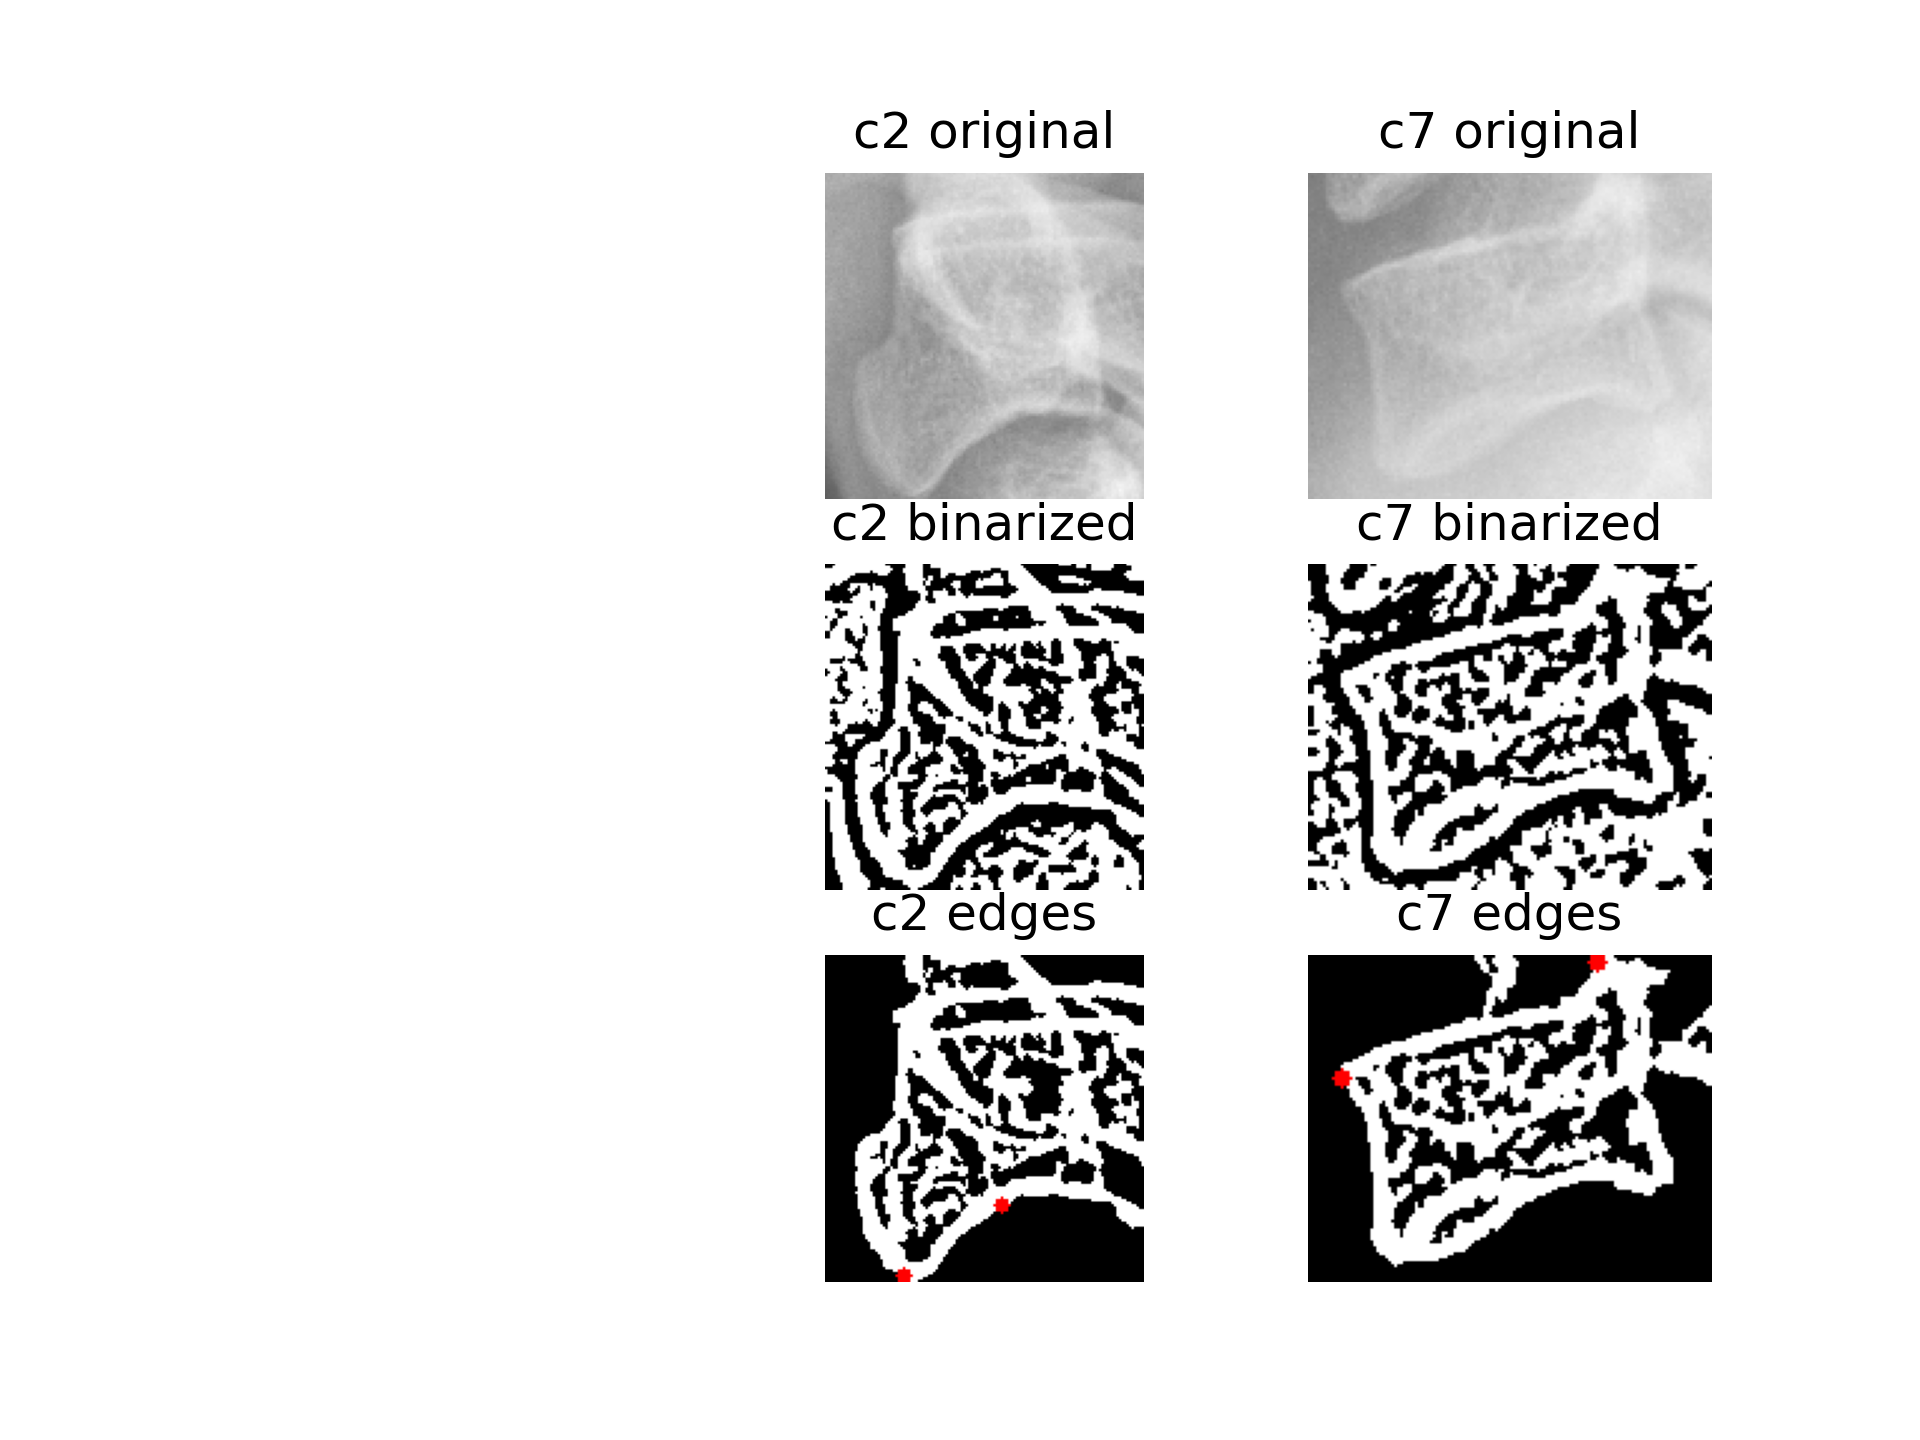 c2 original
c7 original
c2 binarized
c7 binarized
c2 edges
c7 edges